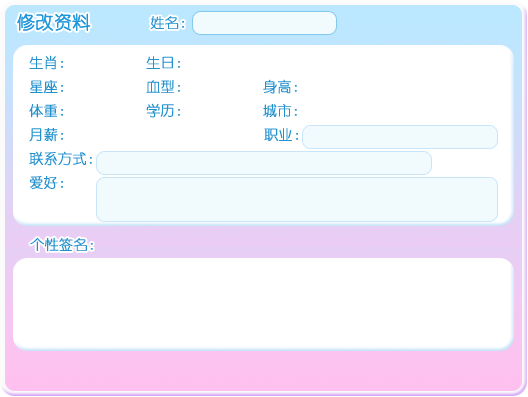 修改资料 姓名:
生肖: 生日:
星座: 血型: 身高:
体重: 学历: 城市:
月薪: 职业:
联系方式:
爱好:
个性签名: